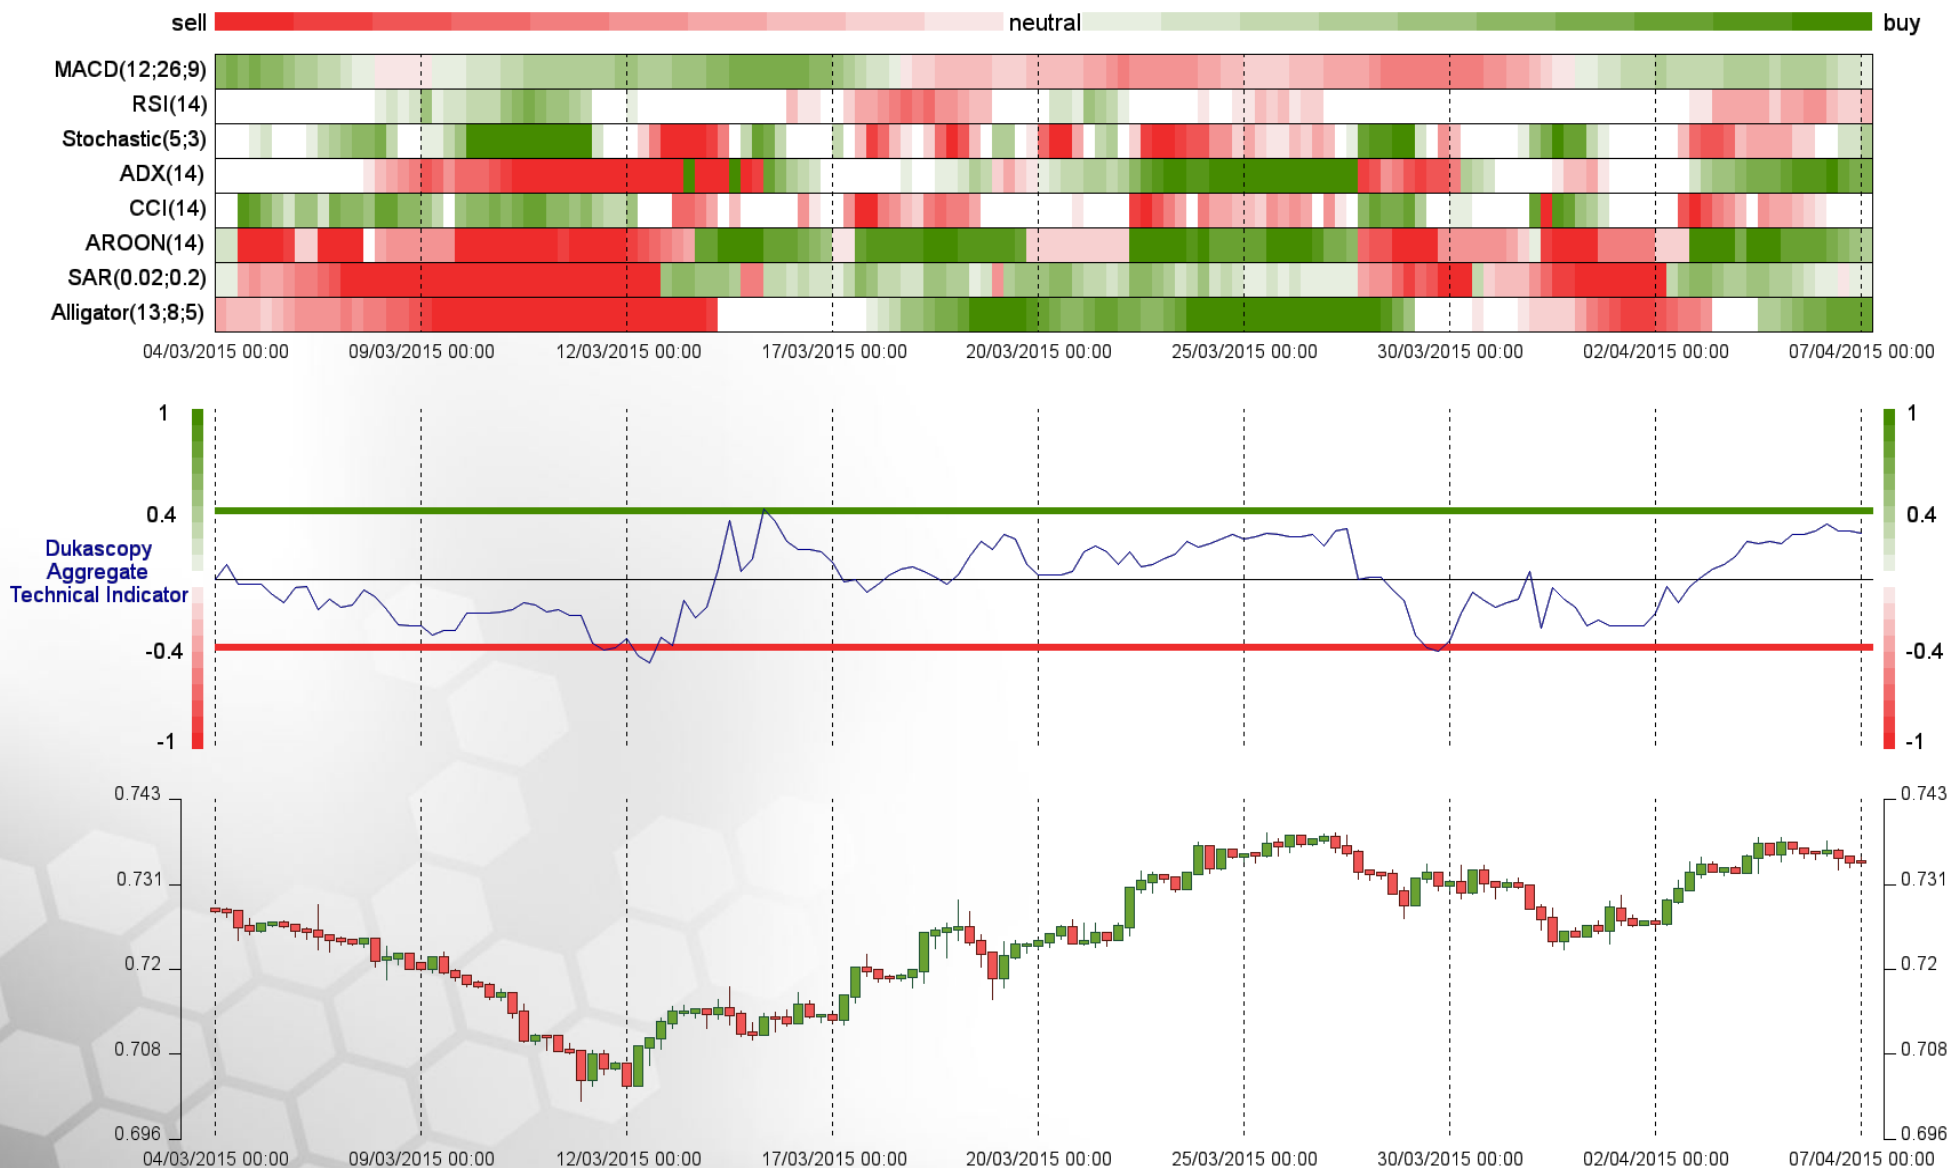 sell neutral buy
MACD(12;26;9)
RSI(14)
Stochastic(5;3)
ADX(14)
CCI(14)
AROON(14)
SAR(0.02;0.2)
Alligator(13;8;5)
04/03/2015 00:00 09/03/2015 00:00 12/03/2015 00:00 17/03/2015 00:00 20/03/2015 00:00 25/03/2015 00:00 30/03/2015 00:00 02/04/2015 00:00 07/04/2015 00:00
1 1
0.4 0.4
Dukascopy
Aggregate
Technical Indicator
-0.4 -0.4
-1 -1
0.743 0.743
0.731 0.731
0.72 0.72
0.708 0.708
0.696 0.696
04/03/2015 00:00 09/03/2015 00:00 12/03/2015 00:00 17/03/2015 00:00 20/03/2015 00:00 25/03/2015 00:00 30/03/2015 00:00 02/04/2015 00:00 07/04/2015 00:00